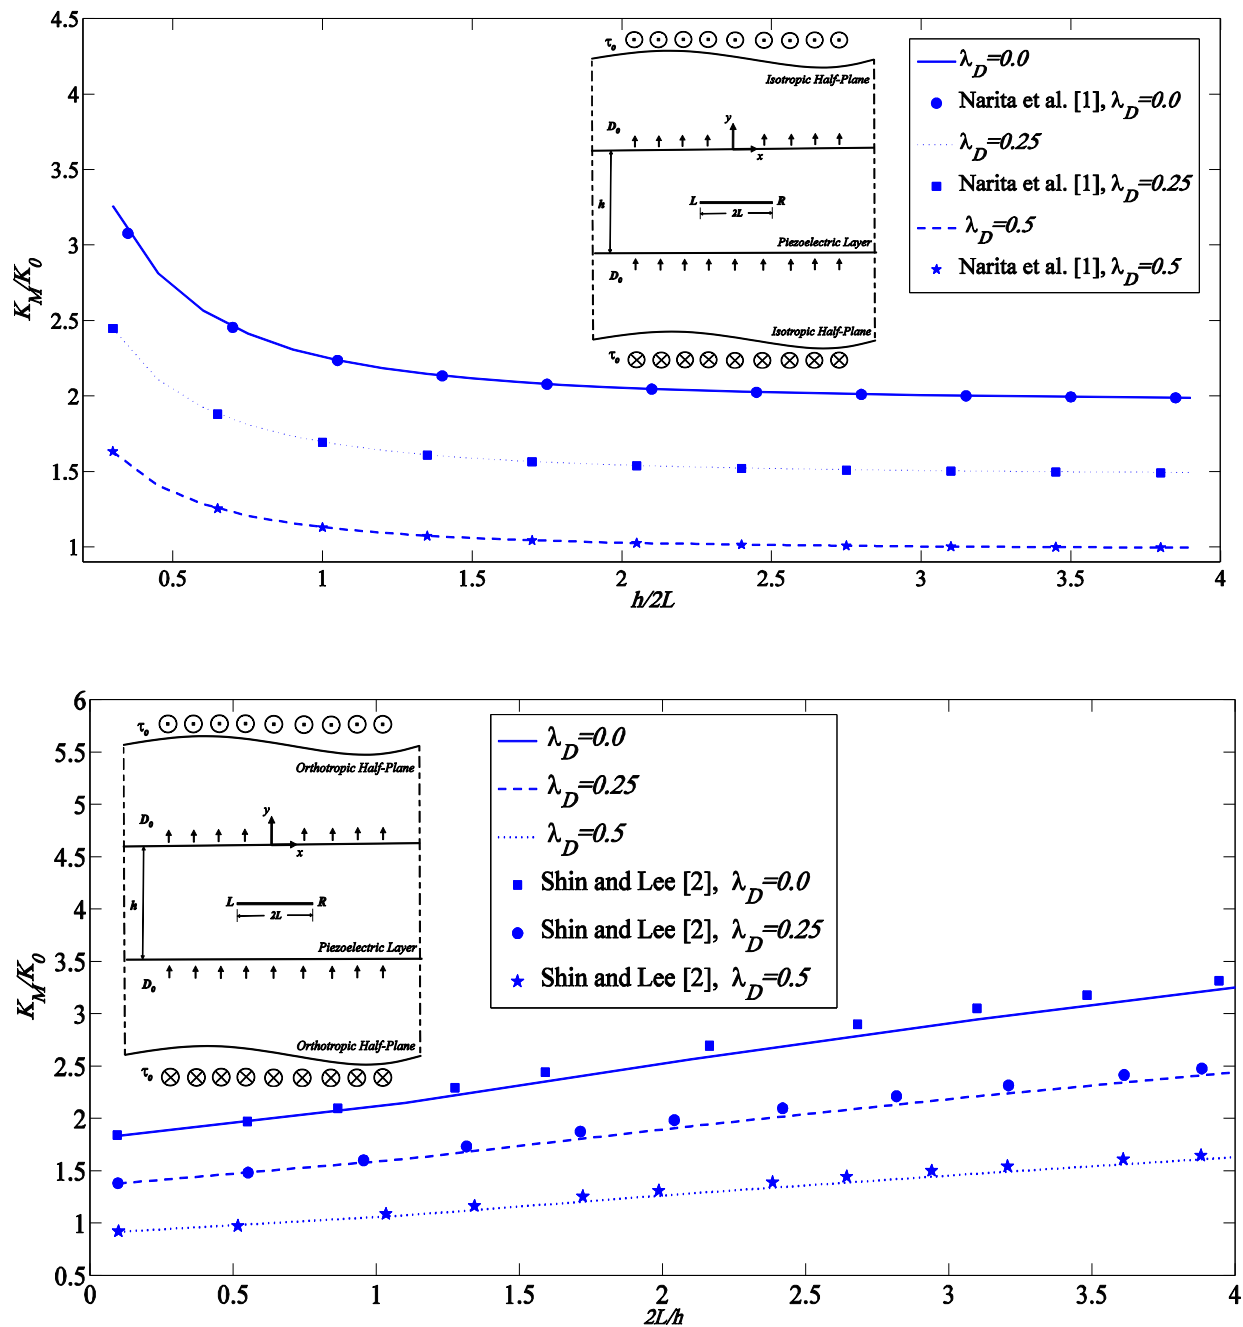 4.5
4
3.5
3
2.5
2
1.5
1
K_M/K_0
0.5
1
1.5
2
2.5
3
3.5
4
h/2L
τ_0
Isotropic Half-Plane
D_0
y
x
h
L
R
2L
Piezoelectric Layer
D_0
Isotropic Half-Plane
τ_0
λ_D=0.0
Narita et al. [1], λ_D=0.0
λ_D=0.25
Narita et al. [1], λ_D=0.25
λ_D=0.5
Narita et al. [1], λ_D=0.5
6
5.5
5
4.5
4
3.5
3
2.5
2
1.5
1
0.5
K_M/K_0
0
0.5
1
1.5
2
2.5
3
3.5
4
2L/h
τ_0
Orthotropic Half-Plane
D_0
y
x
h
L
R
2L
Piezoelectric Layer
D_0
Orthotropic Half-Plane
τ_0
λ_D=0.0
λ_D=0.25
λ_D=0.5
Shin and Lee [2], λ_D=0.0
Shin and Lee [2], λ_D=0.25
Shin and Lee [2], λ_D=0.5